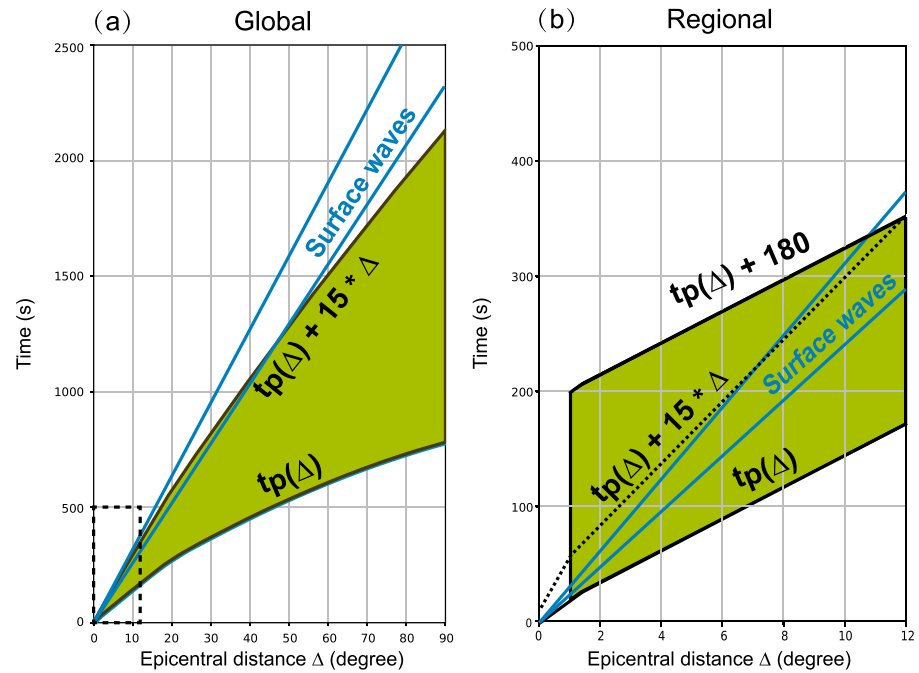 (a) Global
2500
2000
1500
1000
500
0
Time (s)
Surface waves
tp(Δ) + 15 * Δ
tp(Δ)
0 10 20 30 40 50 60 70 80 90
Epicentral distance Δ (degree)
(b) Regional
500
400
300
200
100
0
Time (s)
tp(Δ) + 180
Surface waves
tp(Δ) + 15 * Δ
tp(Δ)
0 2 4 6 8 10 12
Epicentral distance Δ (degree)